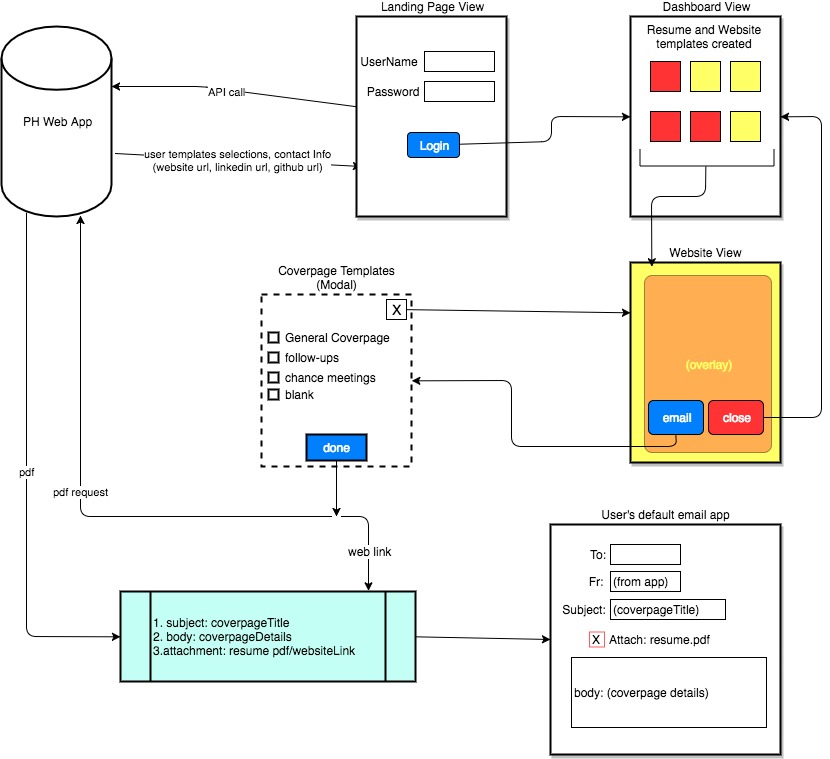 Landing Page View
Dashboard View
Resume and Website
templates created
UserName
Password
Login
PH Web App
API call
user templates selections, contact Info
(website url, linkedin url, github url)
Website View
(overlay)
email
close
Coverpage Templates
(Modal)
X
General Coverpage
follow-ups
chance meetings
blank
done
pdf
pdf request
web link
1. subject: coverpageTitle
2. body: coverpageDetails
3.attachment: resume pdf/websiteLink
User's default email app
To:
Fr: (from app)
Subject: (coverpageTitle)
X Attach: resume.pdf
body: (coverpage details)